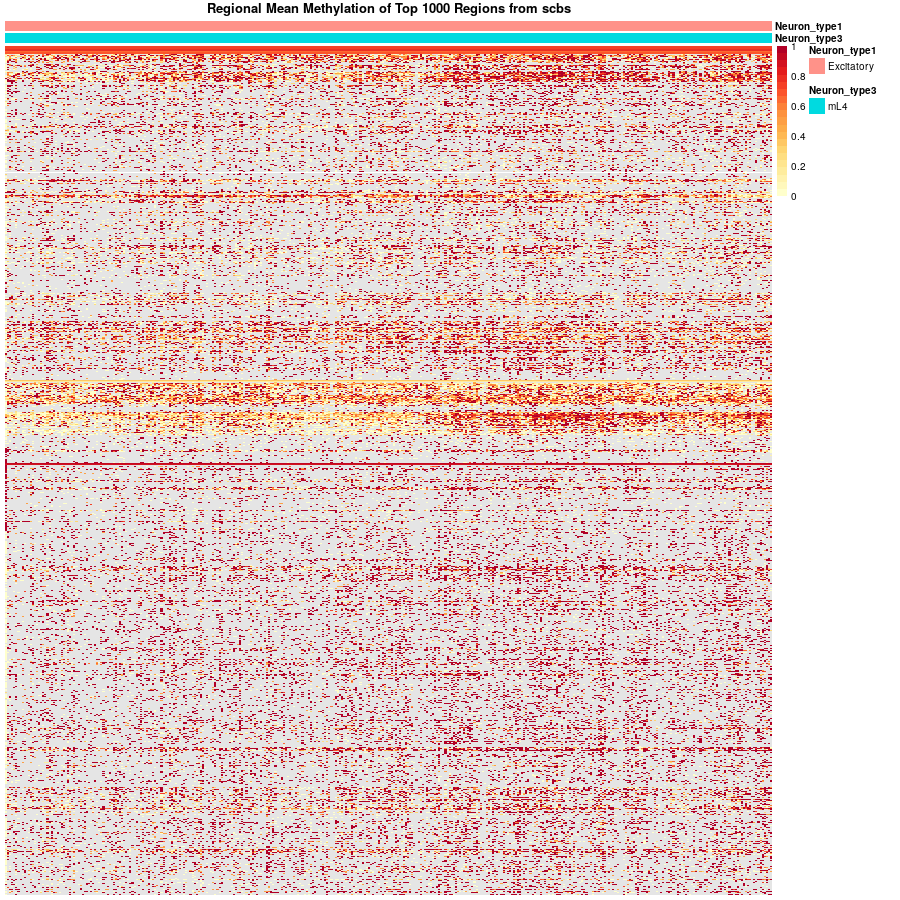 Regional Mean Methylation of Top 1000 Regions from scbs
Neuron_type1
Neuron_type3
1
0.8
0.6
0.4
0.2
0
Neuron_type1
Excitatory
Neuron_type3
mL4